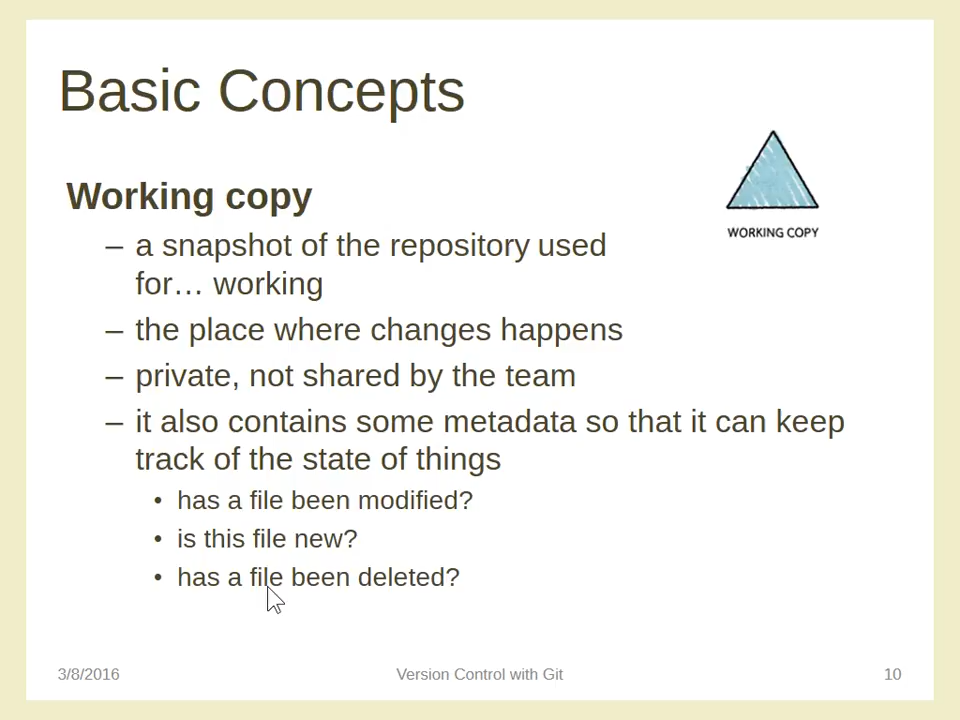 Basic Concepts
Working copy
– a snapshot of the repository used
for… working
– the place where changes happens
– private, not shared by the team
– it also contains some metadata so that it can keep
track of the state of things
• has a file been modified?
• is this file new?
• has a file been deleted?
WORKING COPY
3/8/2016
Version Control with Git
10